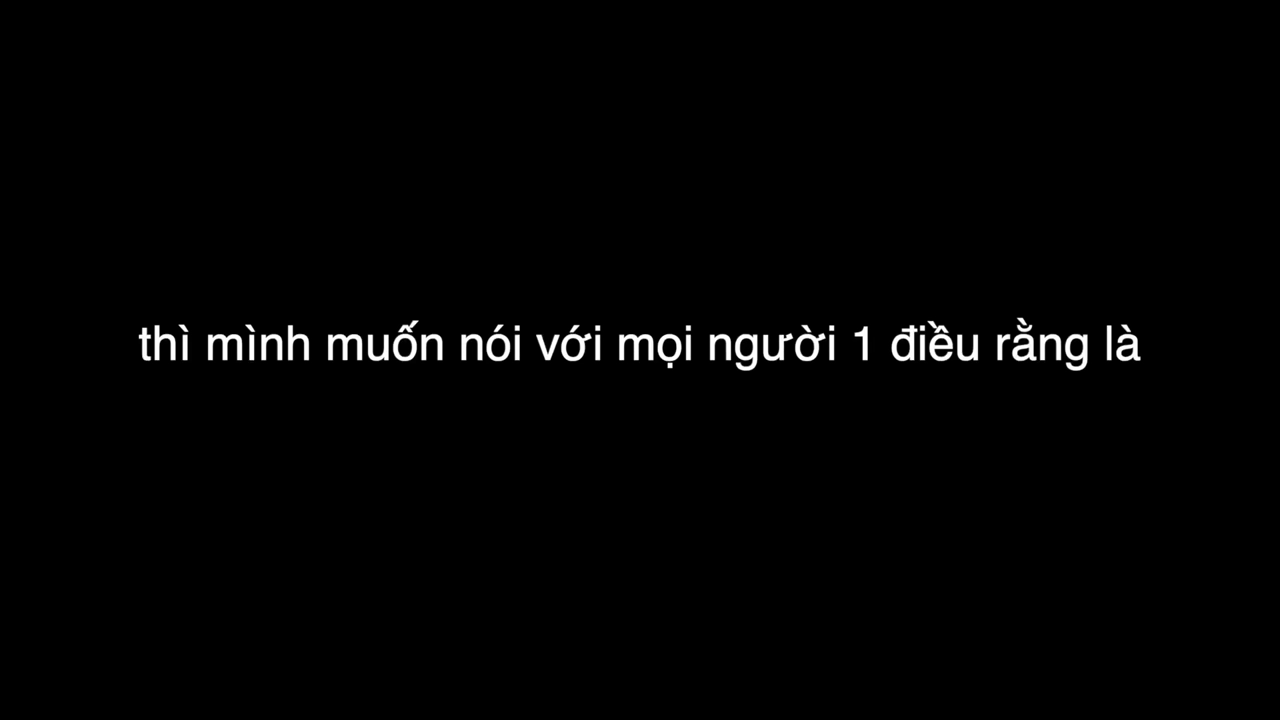 thì mình muốn nói với mọi người 1 điều rằng là